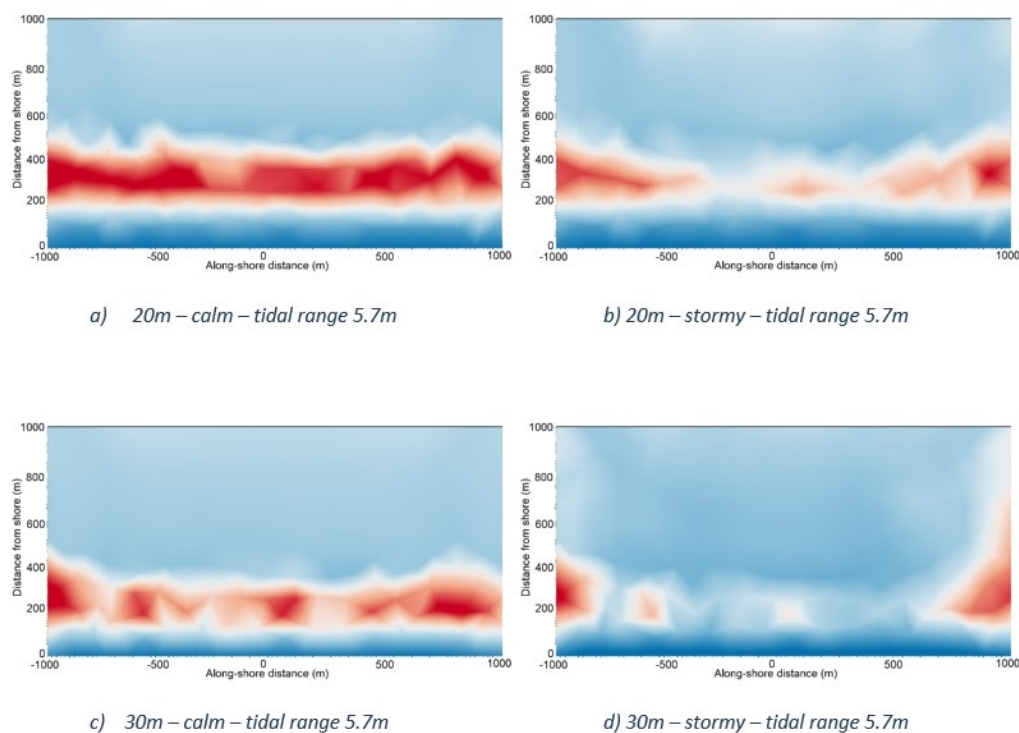 1000
800
600
400
200
0
Distance from shore (m)
-1000 -500 0 500 1000
Along-shore distance (m)
1000
800
600
400
200
0
Distance from shore (m)
-1000 -500 0 500 1000
Along-shore distance (m)
a) 20m – calm – tidal range 5.7m
b) 20m – stormy – tidal range 5.7m
1000
800
600
400
200
0
Distance from shore (m)
-1000 -500 0 500 1000
Along-shore distance (m)
1000
800
600
400
200
0
Distance from shore (m)
-1000 -500 0 500 1000
Along-shore distance (m)
c) 30m – calm – tidal range 5.7m
d) 30m – stormy – tidal range 5.7m